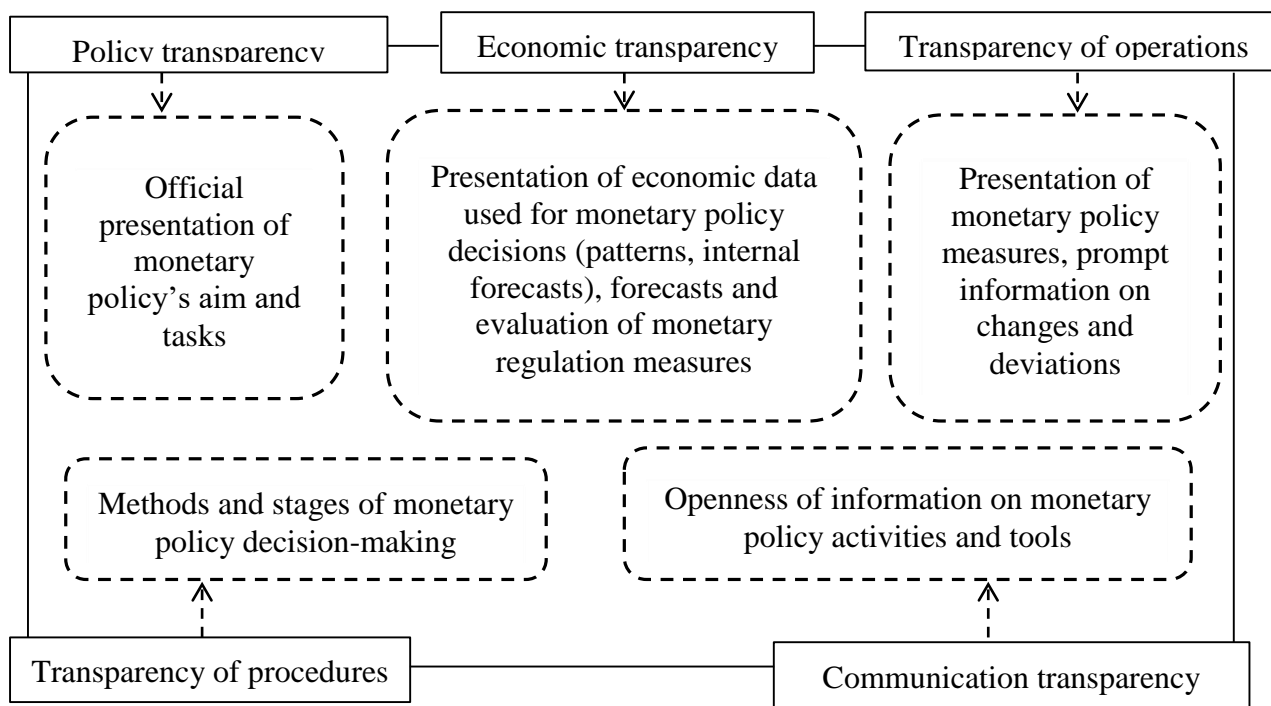 Policy transparency
Economic transparency
Transparency of operations
Official
presentation of
monetary
policy’s aim and
tasks
Presentation of economic data
used for monetary policy
decisions (patterns, internal
forecasts), forecasts and
evaluation of monetary
regulation measures
Presentation of
monetary policy
measures, prompt
information on
changes and
deviations
Methods and stages of monetary
policy decision-making
Openness of information on monetary
policy activities and tools
Transparency of procedures
Communication transparency